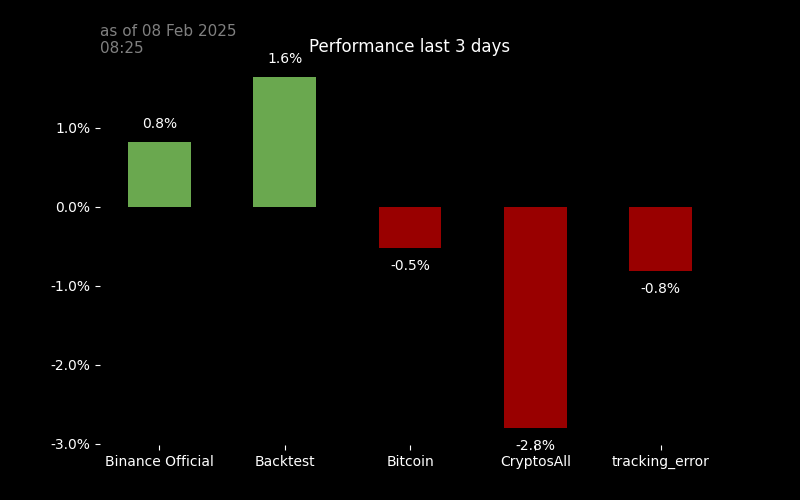 as of 08 Feb 2025
08:25
Performance last 3 days
1.6%
0.8%
1.0%
0.0%
-0.5%
-1.0%
-0.8%
-2.0%
-2.8%
-3.0%
Binance Official
Backtest
Bitcoin
CryptosAll
tracking_error